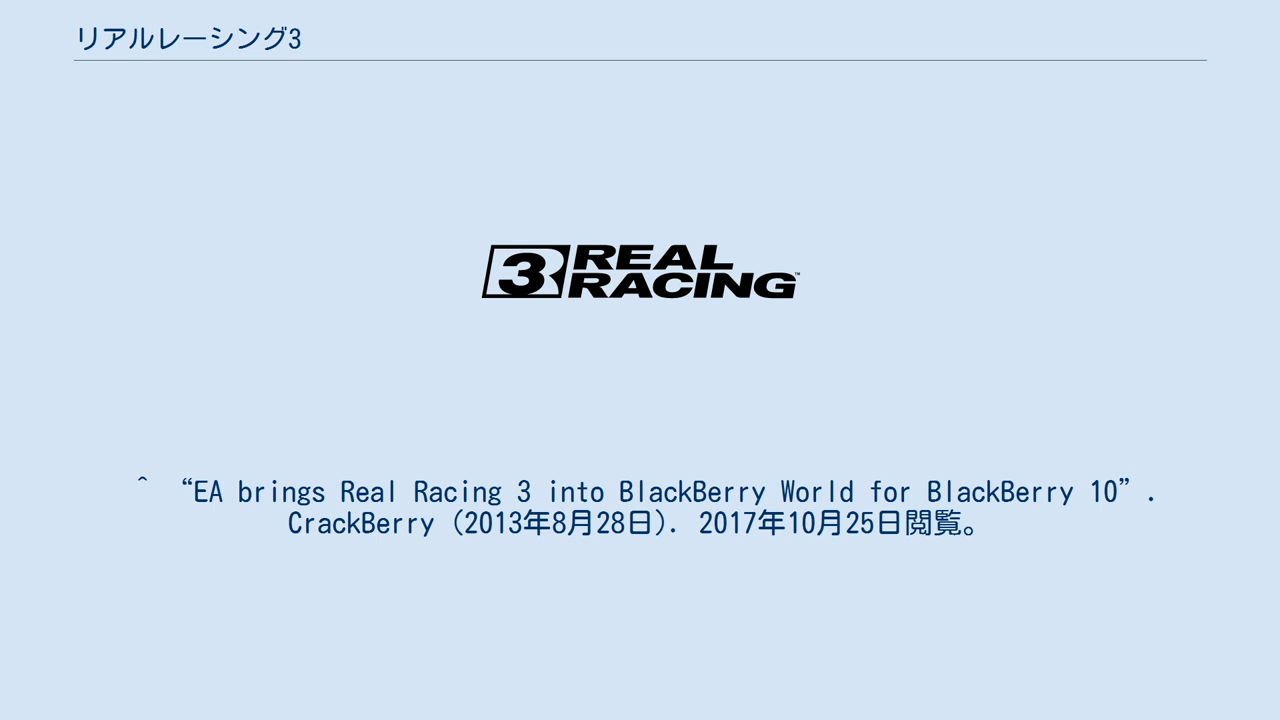 リアルレーシング3
3 REAL
RACING™
^ “EA brings Real Racing 3 into BlackBerry World for BlackBerry 10”.
CrackBerry (2013年8月28日). 2017年10月25日閲覧。